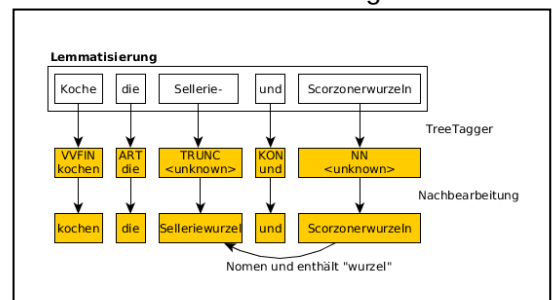 Lemmatisierung
Koche die Sellerie- und Scorzonerwurzeln
TreeTagger
VVFIN ART TRUNC KON NN
kochen die <unknown> und <unknown>
Nachbearbeitung
kochen die Selleriewurzel und Scorzonerwurzeln
Nomen und enthält "wurzel"